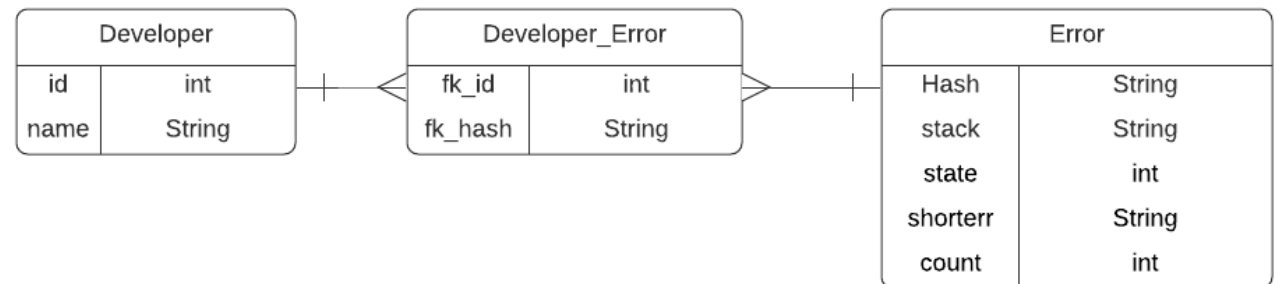 Developer
id int
name String
Developer_Error
fk_id int
fk_hash String
Error
Hash String
stack String
state int
shorterr String
count int